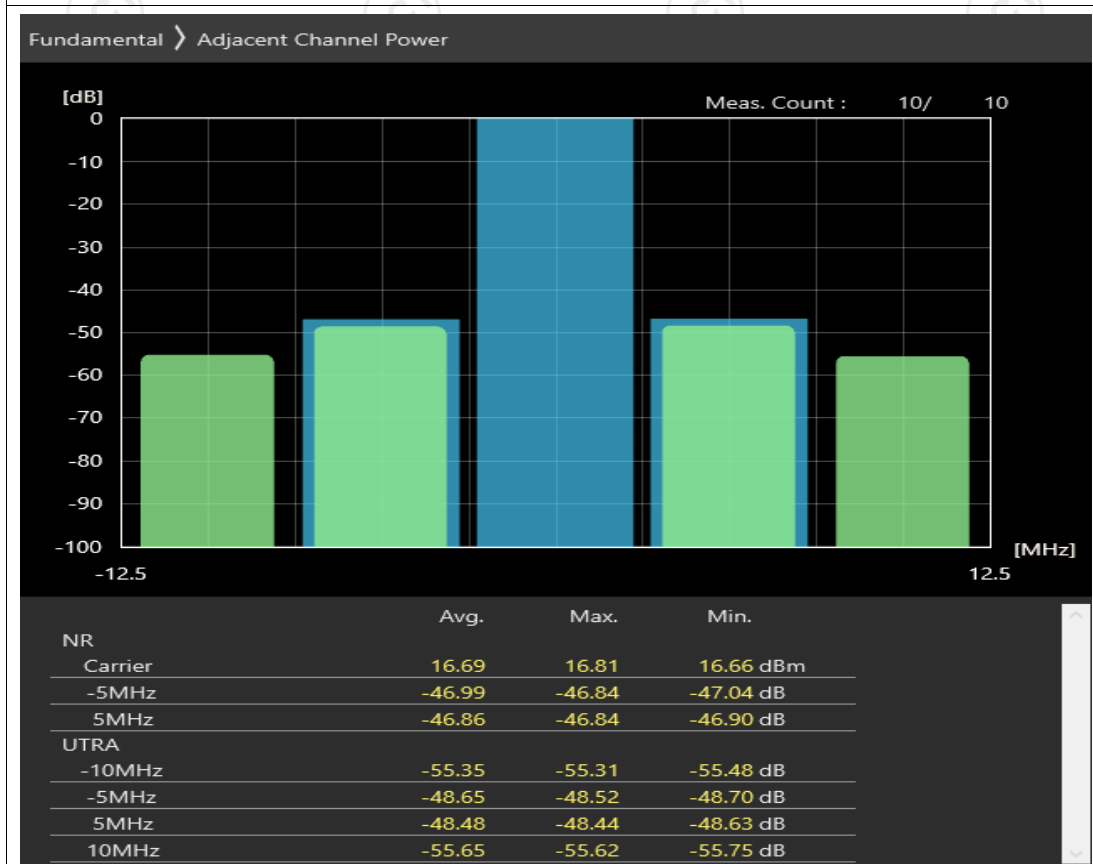 Fundamental 〉 Adjacent Channel Power
[dB]
Meas. Count : 10/ 10
0
-10
-20
-30
-40
-50
-60
-70
-80
-90
-100
[MHz]
-12.5 12.5
Avg. Max. Min.
NR
Carrier 16.69 16.81 16.66 dBm
-5MHz -46.99 -46.84 -47.04 dB
5MHz -46.86 -46.84 -46.90 dB
UTRA
-10MHz -55.35 -55.31 -55.48 dB
-5MHz -48.65 -48.52 -48.70 dB
5MHz -48.48 -48.44 -48.63 dB
10MHz -55.65 -55.62 -55.75 dB